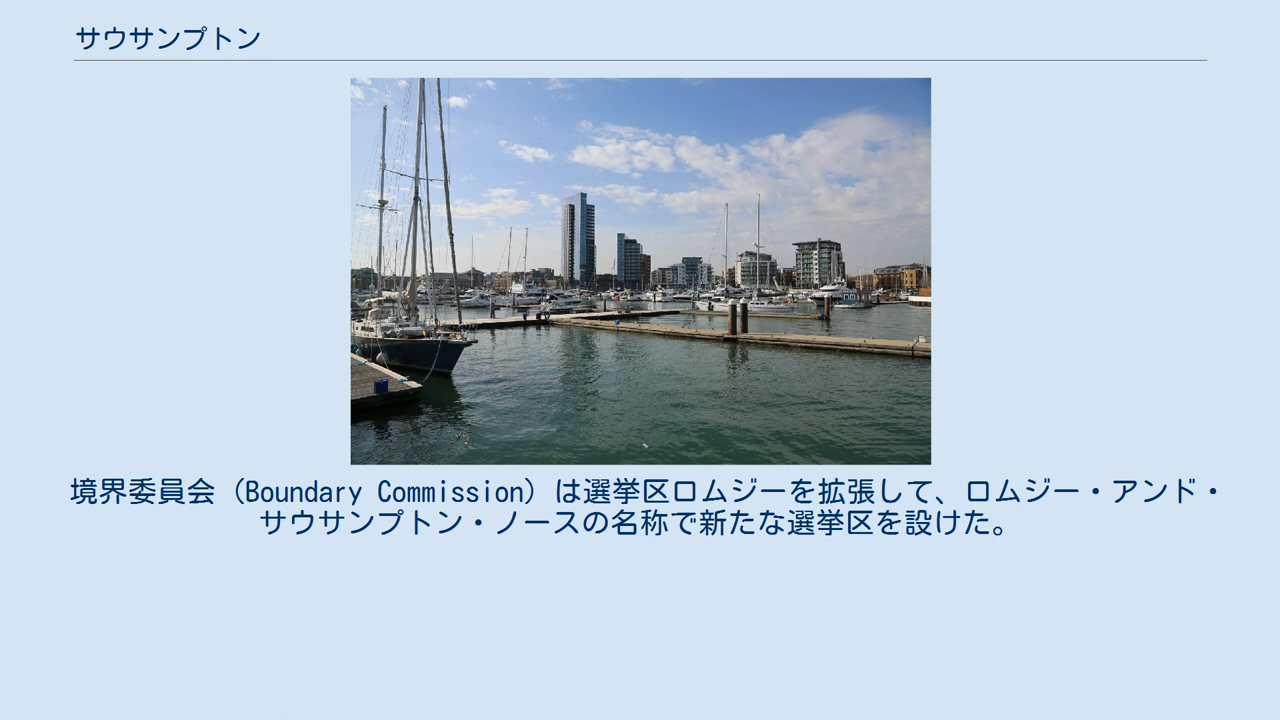 サウサンプトン
境界委員会（Boundary Commission）は選挙区ロムジーを拡張して、ロムジー・アンド・
サウサンプトン・ノースの名称で新たな選挙区を設けた。